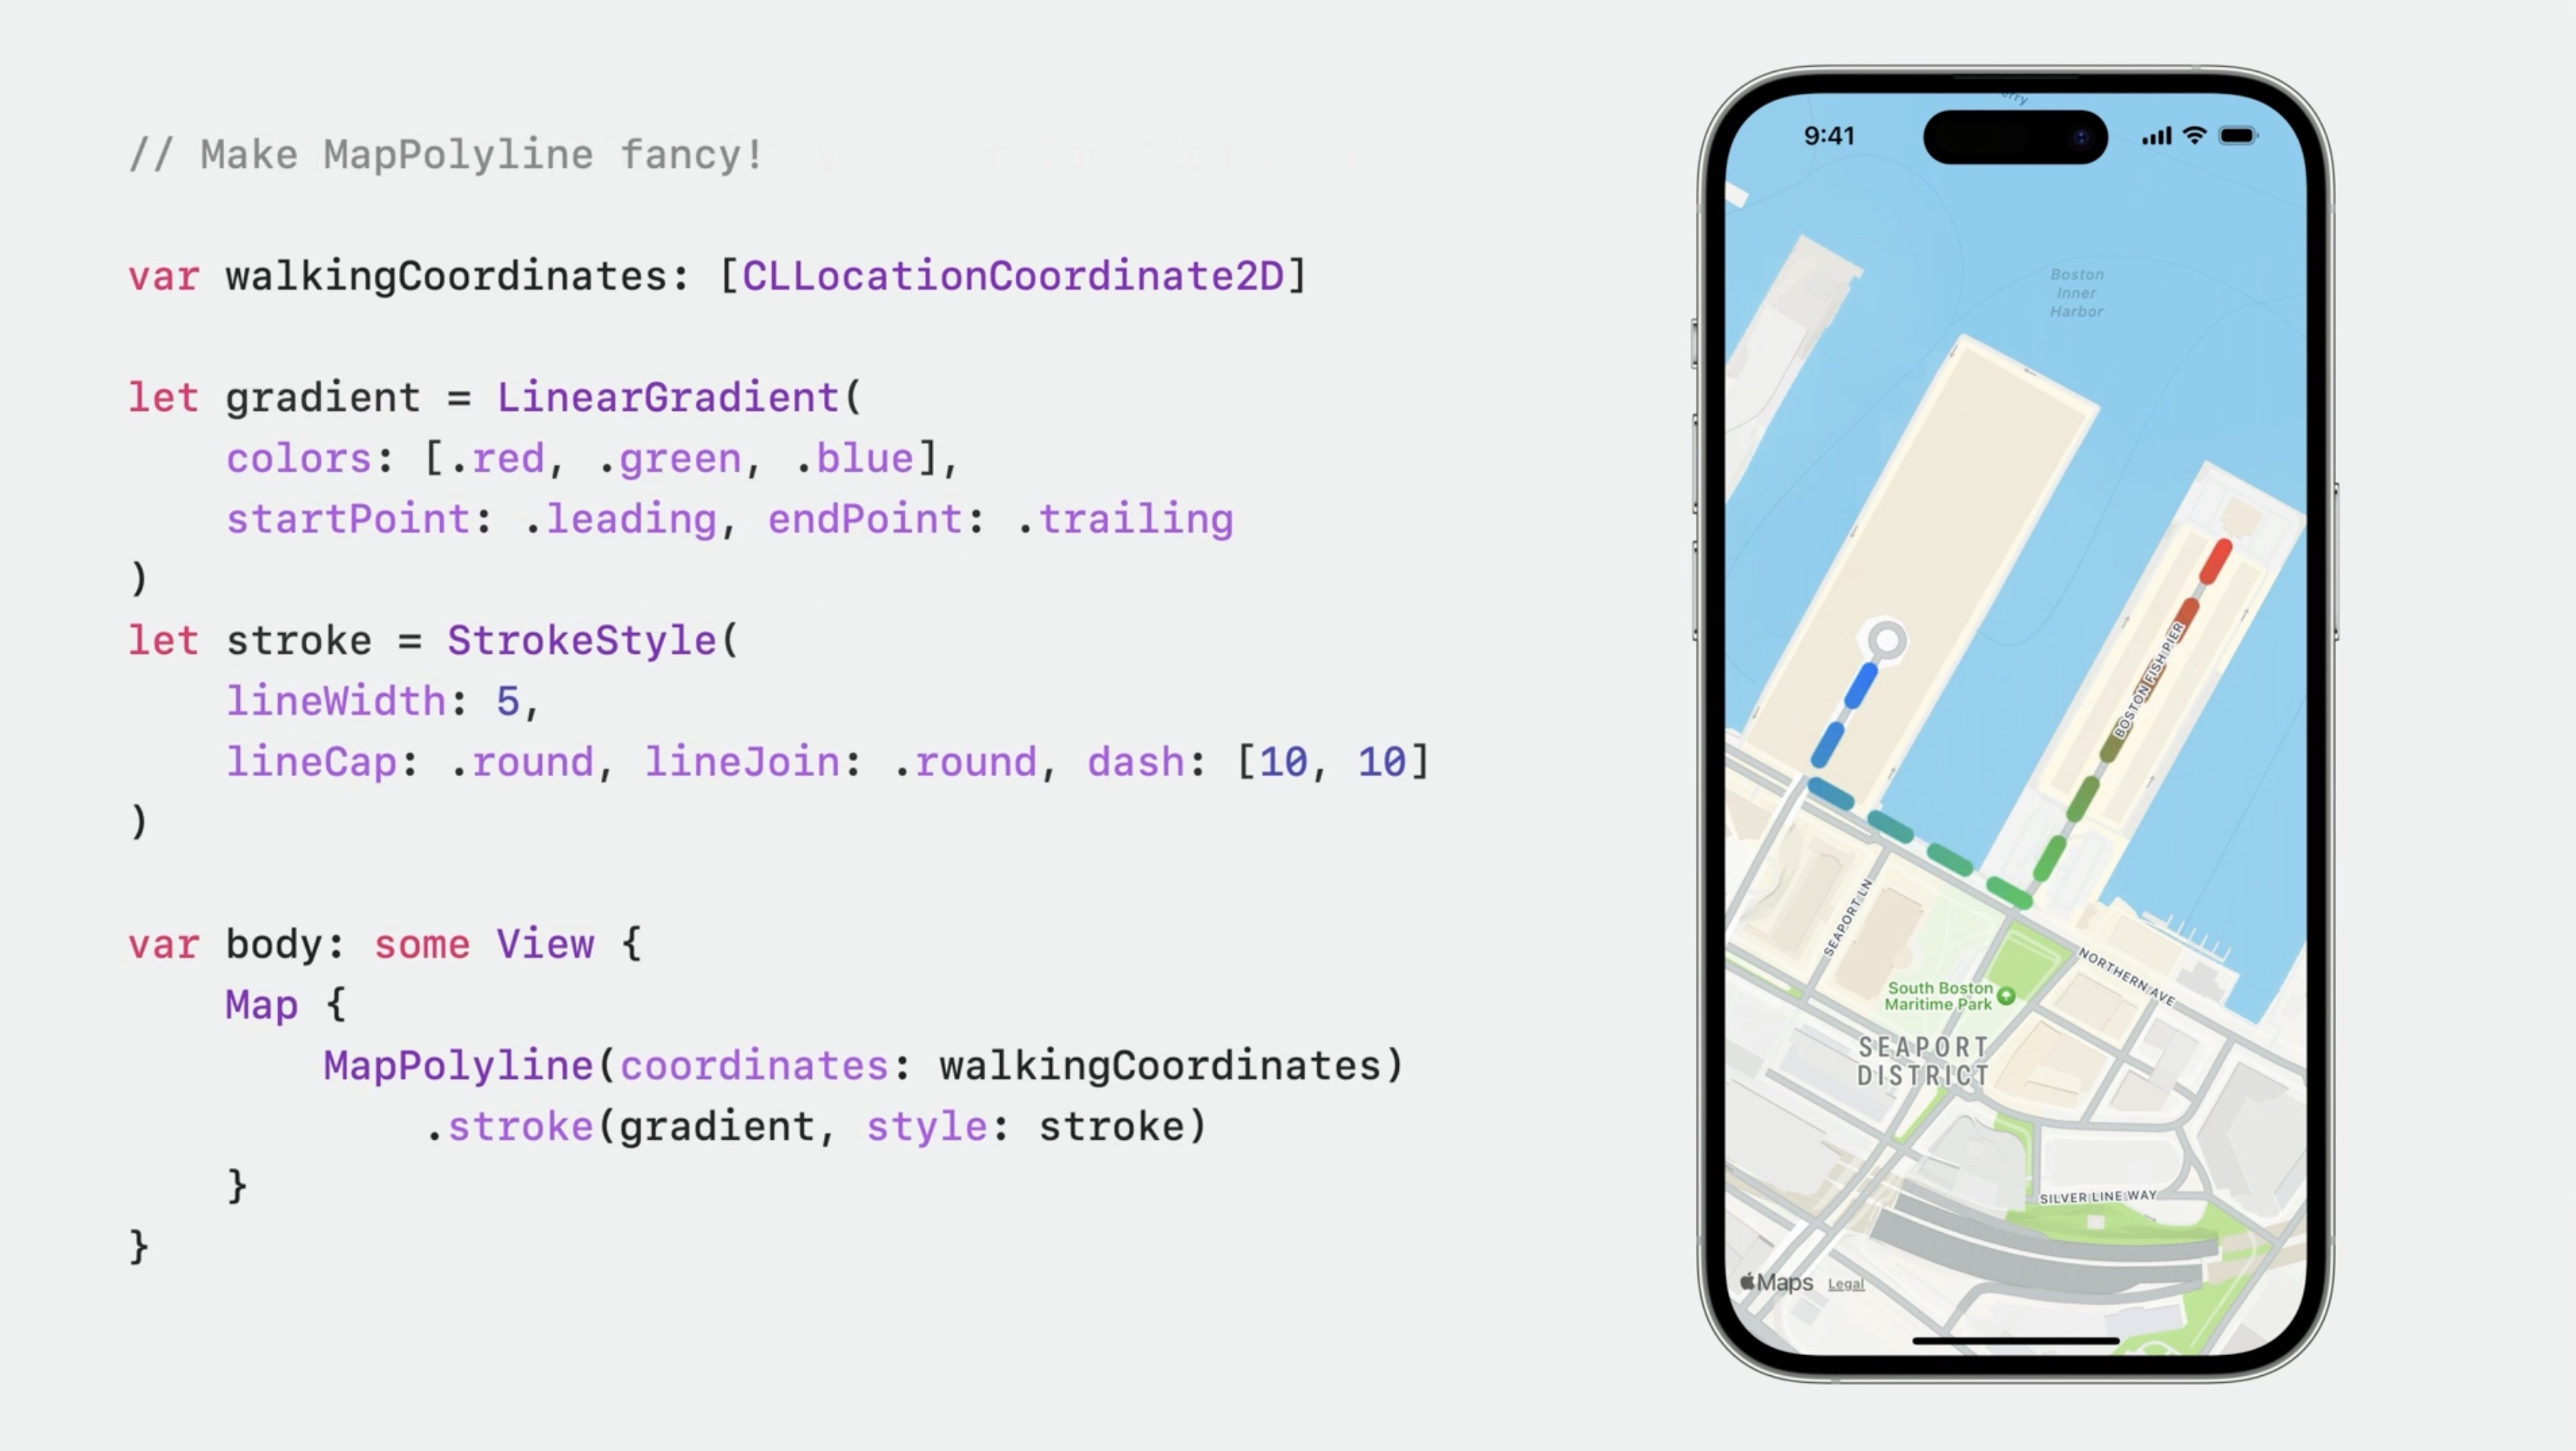 // Make MapPolyline fancy!
var walkingCoordinates: [CLLocationCoordinate2D]
let gradient = LinearGradient(
colors: [.red, .green, .blue],
startPoint: .leading, endPoint: .trailing
)
let stroke = StrokeStyle(
lineWidth: 5,
lineCap: .round, lineJoin: .round, dash: [10, 10]
)
var body: some View {
Map {
MapPolyline(coordinates: walkingCoordinates)
.stroke(gradient, style: stroke)
}
}
9:41
Boston
Inner
Harbor
BOSTON FISH PIER
SEAPORT LN
NORTHERN AVE
South Boston
Maritime Park
SEAPORT
DISTRICT
SILVER LINE WAY
Maps Legal